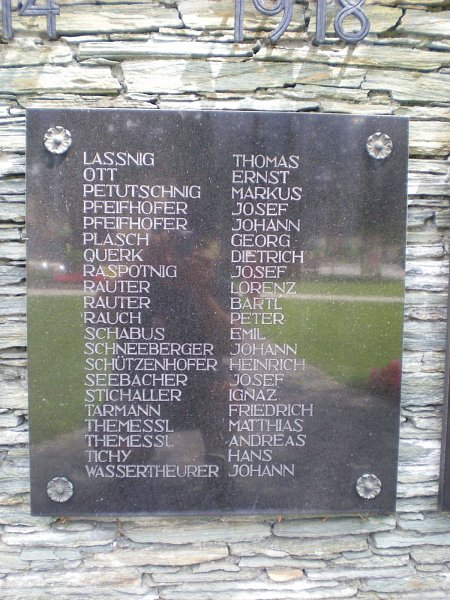 14 1918
LASSNIG THOMAS
OTT ERNST
PETUTSCHNIG MARKUS
PFEIFHOFER JOSEF
PFEIFHOFER JOHANN
PLASCH GEORG
QUERK DIETRICH
RASPOTNIG JOSEF
RAUTER LORENZ
RAUTER BARTL
RAUCH PETER
SCHABUS EMIL
SCHNEEBERGER JOHANN
SCHÜTZENHOFER HEINRICH
SEEBACHER JOSEF
STICHALLER IGNAZ
TARMANN FRIEDRICH
THEMESSL MATTHIAS
THEMESSL ANDREAS
TICHY HANS
WASSERTHEURER JOHANN